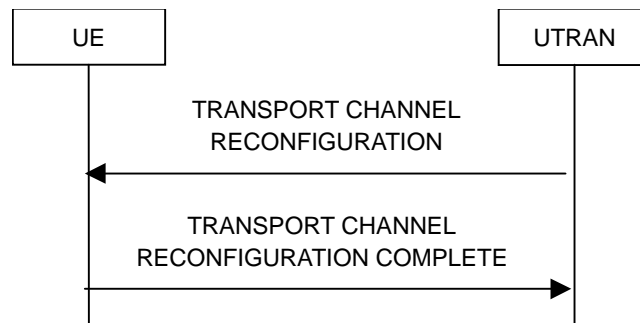 UE
UTRAN
TRANSPORT CHANNEL
RECONFIGURATION
TRANSPORT CHANNEL
RECONFIGURATION COMPLETE